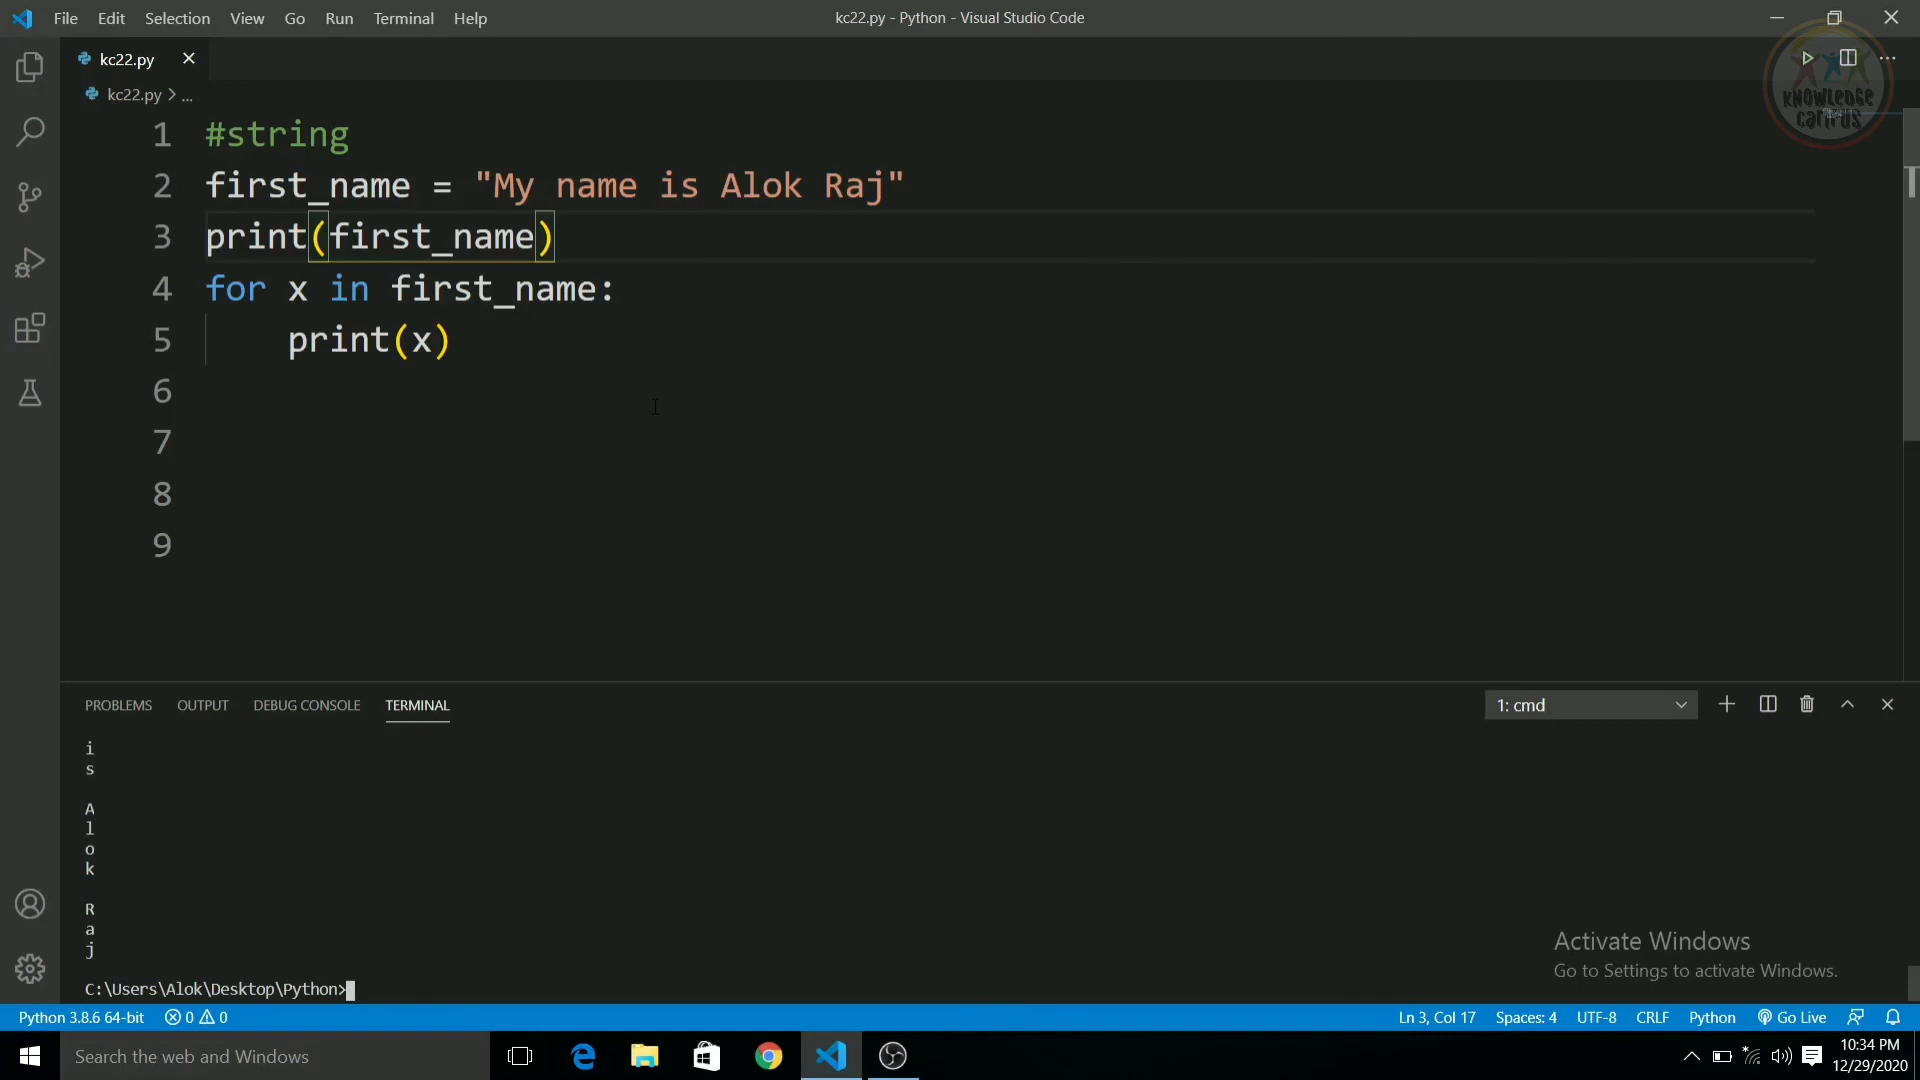 File Edit Selection View Go Run Terminal Help
kc22.py - Python - Visual Studio Code
kc22.py
kc22.py > ...
KNOWLEDGE
1 #string
2 first_name = "My name is Alok Raj"
3 print(first_name)
4 for x in first_name:
5     print(x)
6
7
8
9
PROBLEMS OUTPUT DEBUG CONSOLE TERMINAL
1: cmd
i
s
A
l
o
k
R
a
j
C:\Users\Alok\Desktop\Python>
Activate Windows
Go to Settings to activate Windows.
Python 3.8.6 64-bit 0 0 Ln 3, Col 17 Spaces: 4 UTF-8 CRLF Python Go Live
Search the web and Windows
10:34 PM
12/29/2020